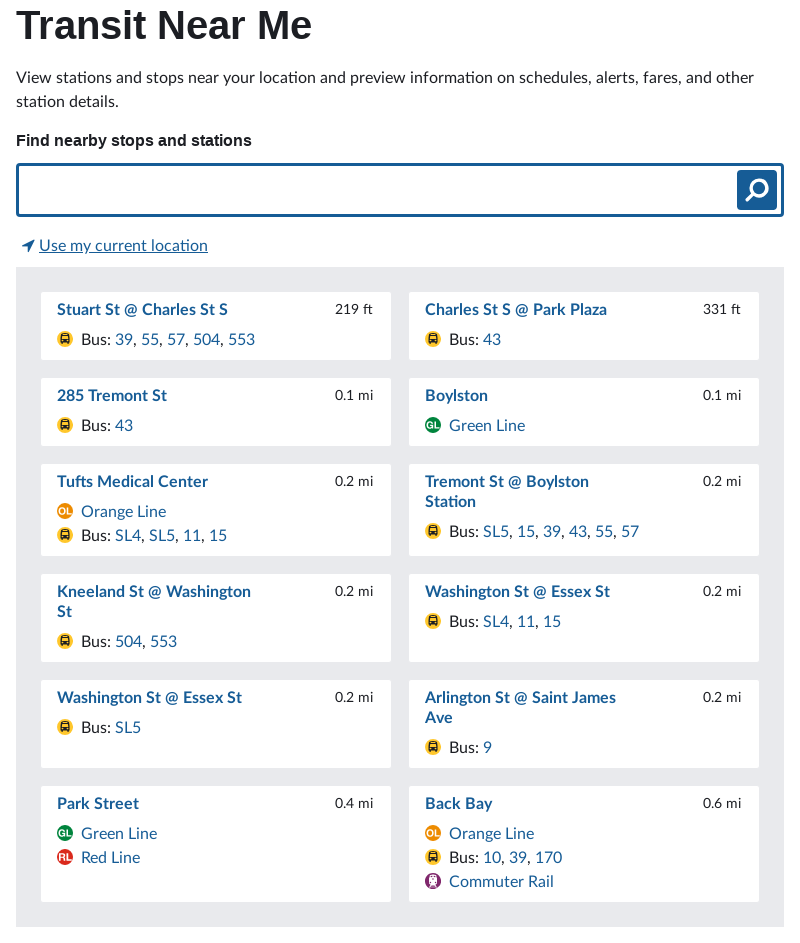 Transit Near Me
View stations and stops near your location and preview information on schedules, alerts, fares, and other
station details.
Find nearby stops and stations
Use my current location
Stuart St @ Charles St S 219 ft
Bus: 39, 55, 57, 504, 553
Charles St S @ Park Plaza 331 ft
Bus: 43
285 Tremont St 0.1 mi
Bus: 43
Boylston 0.1 mi
GL Green Line
Tufts Medical Center 0.2 mi
OL Orange Line
Bus: SL4, SL5, 11, 15
Tremont St @ Boylston 0.2 mi
Station
Bus: SL5, 15, 39, 43, 55, 57
Kneeland St @ Washington 0.2 mi
St
Bus: 504, 553
Washington St @ Essex St 0.2 mi
Bus: SL4, 11, 15
Washington St @ Essex St 0.2 mi
Bus: SL5
Arlington St @ Saint James 0.2 mi
Ave
Bus: 9
Park Street 0.4 mi
GL Green Line
RL Red Line
Back Bay 0.6 mi
OL Orange Line
Bus: 10, 39, 170
Commuter Rail